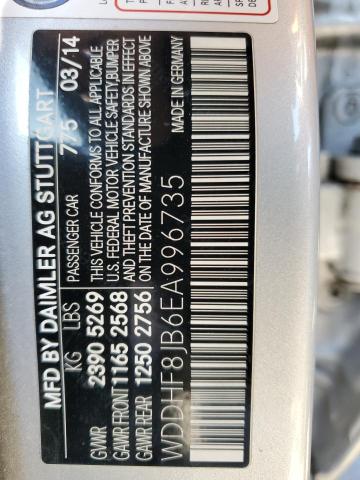 MFD BY DAIMLER AG STUTTGART
KG LBS PASSENGER CAR 775 03/14
GVWR 2390 5269 THIS VEHICLE CONFORMS TO ALL APPLICABLE
GAWR FRONT 1165 2568 U.S. FEDERAL MOTOR VEHICLE SAFETY, BUMPER
GAWR REAR 1250 2756 AND THEFT PREVENTION STANDARDS IN EFFECT
ON THE DATE OF MANUFACTURE SHOWN ABOVE
MADE IN GERMANY
WDDHF8JB6EA996735